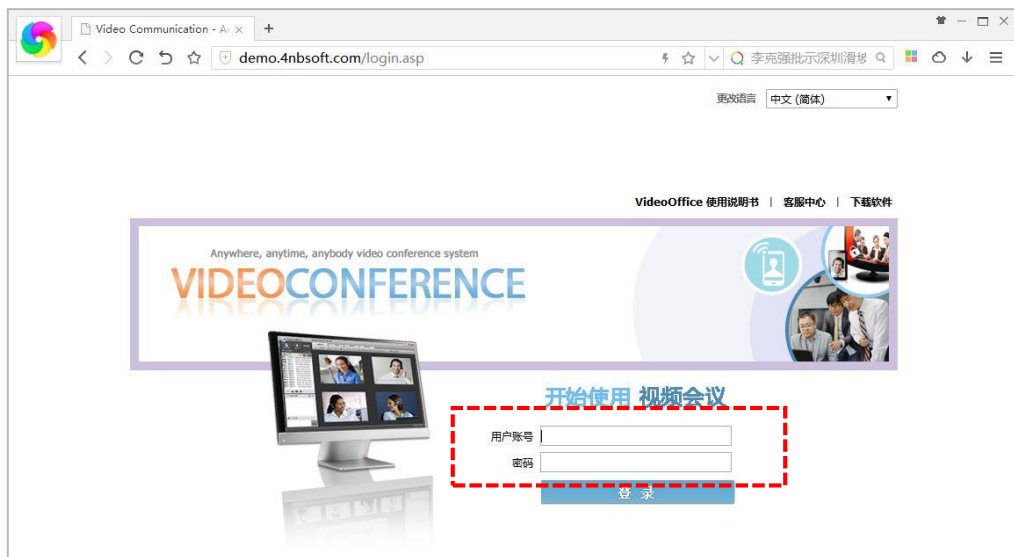 Video Communication - A
demo.4nbsoft.com/login.asp
李克强批示深圳滑坡
更改语言 中文 (简体)
VideoOffice 使用说明书 | 客服中心 | 下载软件
Anywhere, anytime, anybody video conference system
VIDEOCONFERENCE
开始使用 视频会议
用户账号
密码
登 录